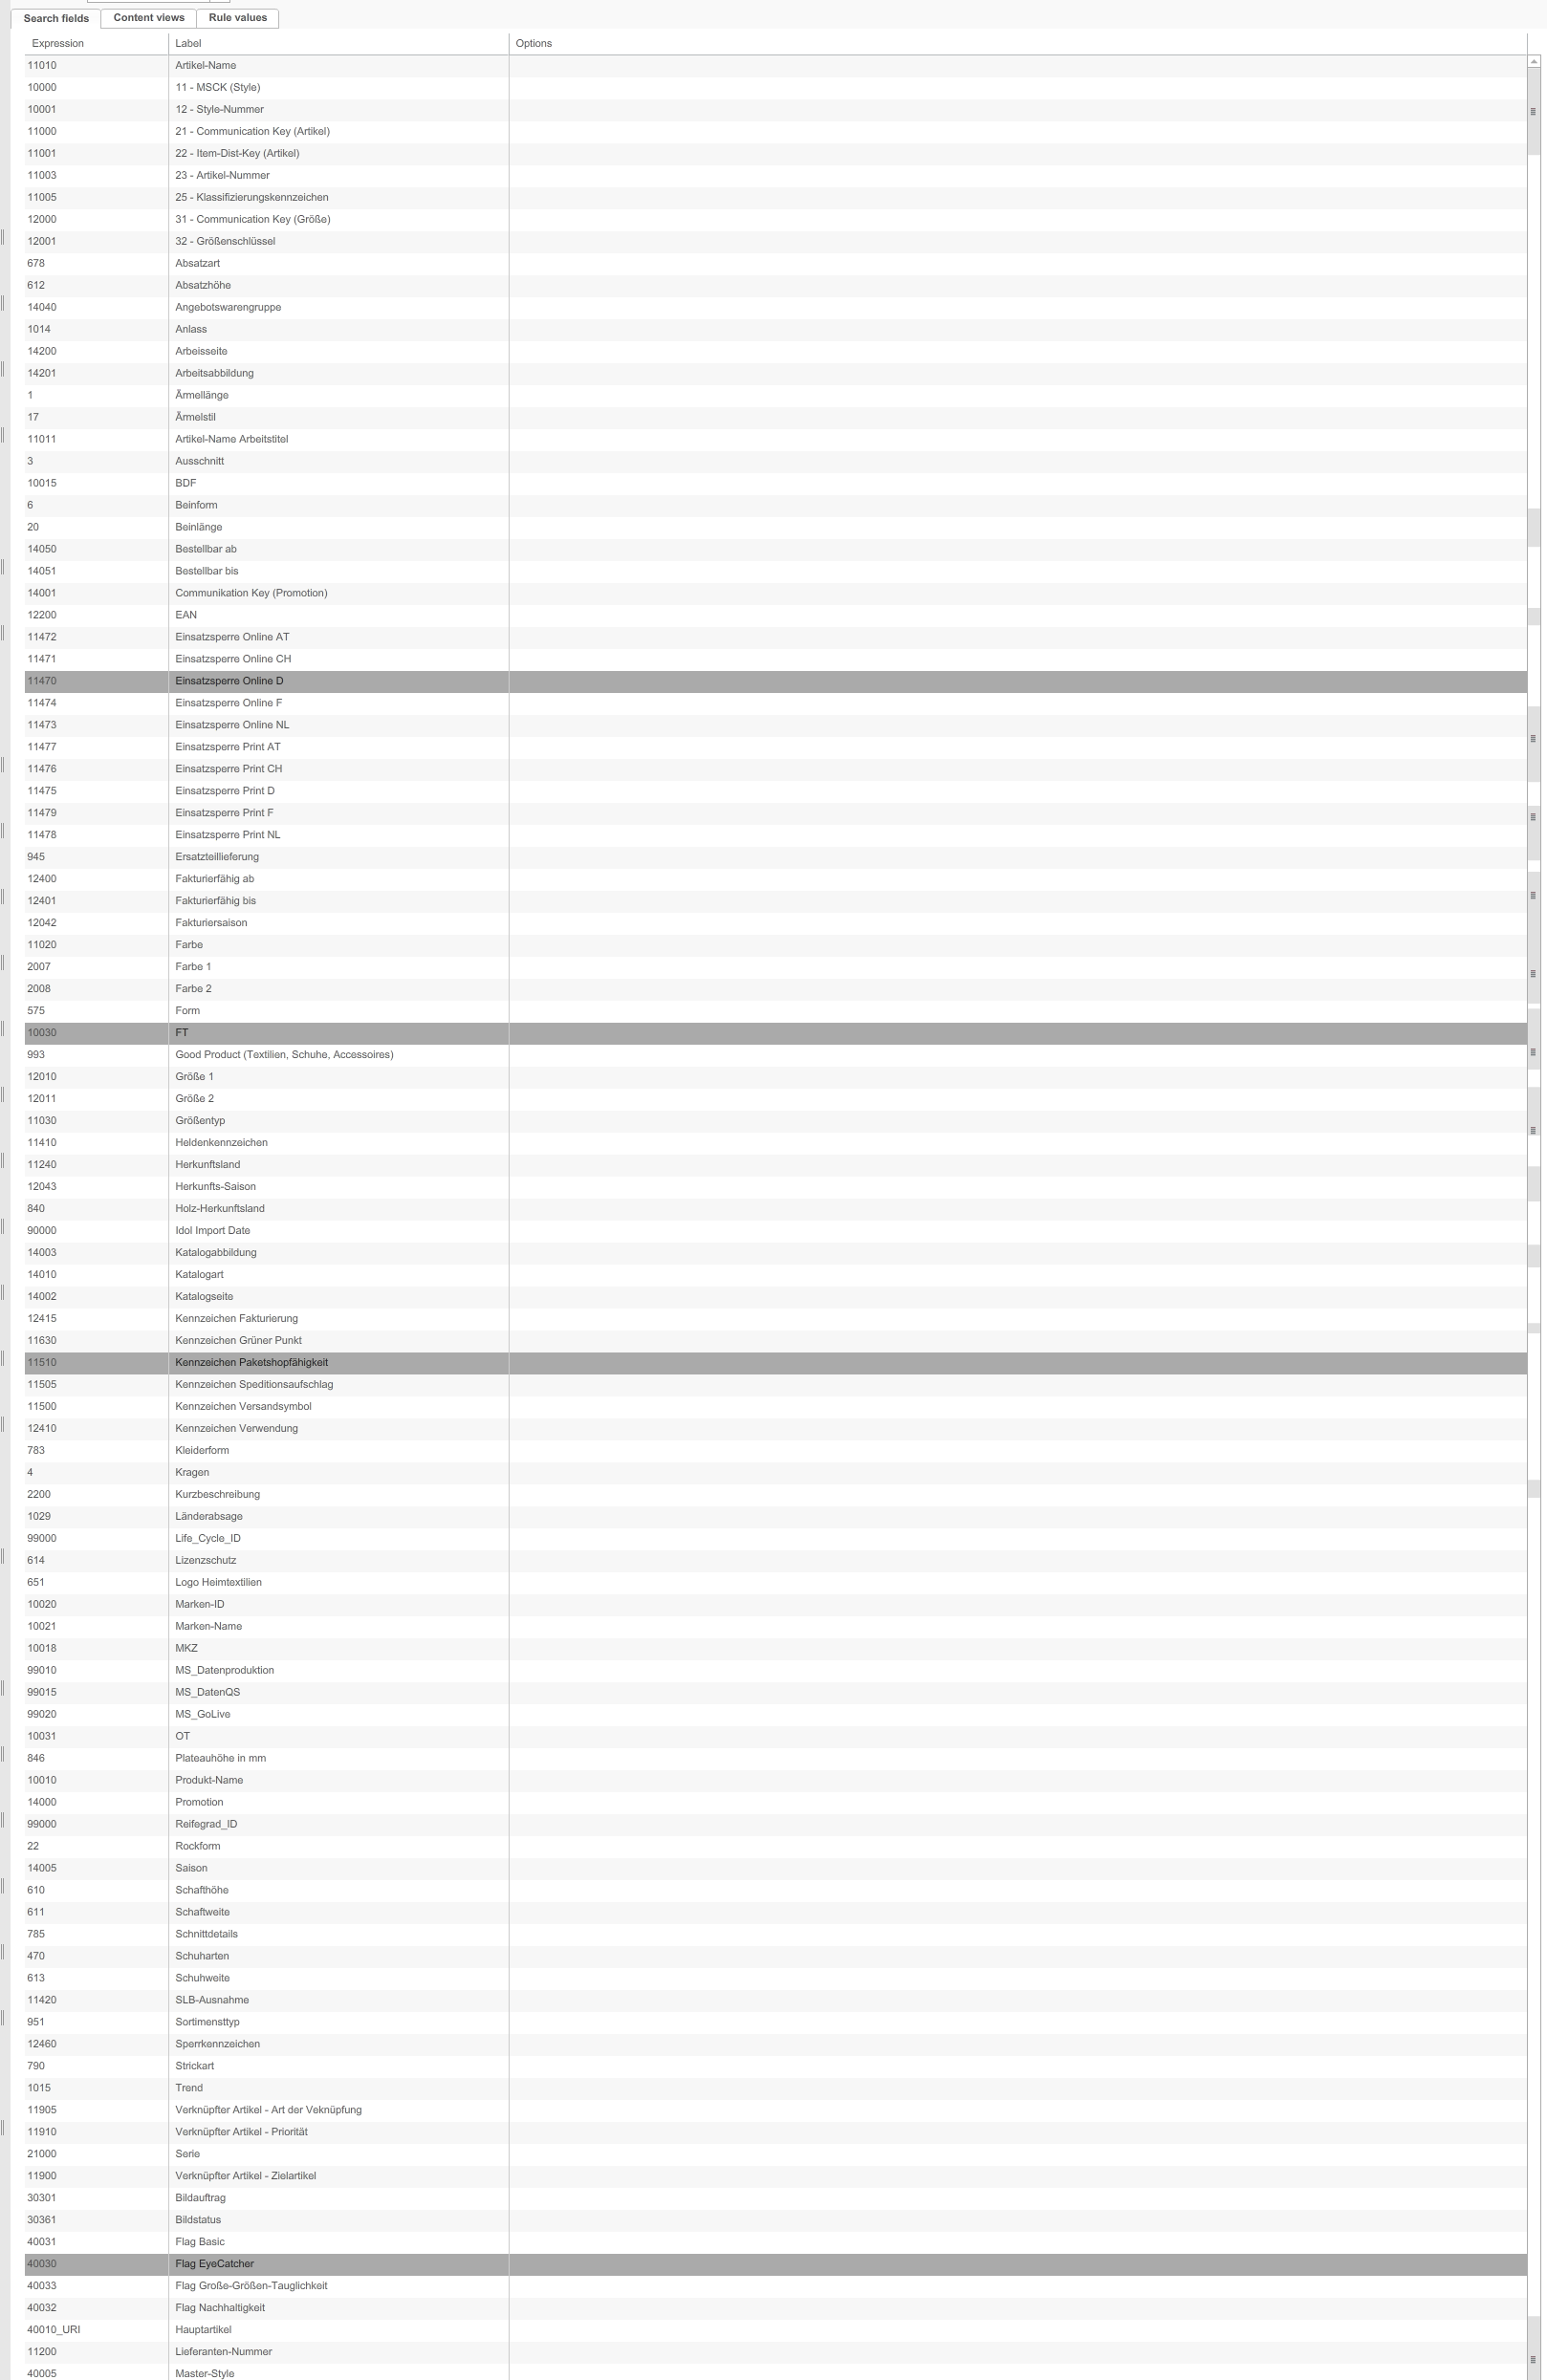 Search fields Content views Rule values
Expression Label Options
11010 Artikel-Name
10000 11 - MSCK (Style)
10001 12 - Style-Nummer
11000 21 - Communication Key (Artikel)
11001 22 - Item-Dist-Key (Artikel)
11003 23 - Artikel-Nummer
11005 25 - Klassifizierungskennzeichen
12000 31 - Communication Key (Größe)
12001 32 - Größenschlüssel
678 Absatzart
612 Absatzhöhe
14040 Angebotswarengruppe
1014 Anlass
14200 Arbeisseite
14201 Arbeitsabbildung
1 Ärmellänge
17 Ärmelstil
11011 Artikel-Name Arbeitstitel
3 Ausschnitt
10015 BDF
6 Beinform
20 Beinlänge
14050 Bestellbar ab
14051 Bestellbar bis
14001 Communikation Key (Promotion)
12200 EAN
11472 Einsatzsperre Online AT
11471 Einsatzsperre Online CH
11470 Einsatzsperre Online D
11474 Einsatzsperre Online F
11473 Einsatzsperre Online NL
11477 Einsatzsperre Print AT
11476 Einsatzsperre Print CH
11475 Einsatzsperre Print D
11479 Einsatzsperre Print F
11478 Einsatzsperre Print NL
945 Ersatzteillieferung
12400 Fakturierfähig ab
12401 Fakturierfähig bis
12042 Fakturiersaison
11020 Farbe
2007 Farbe 1
2008 Farbe 2
575 Form
10030 FT
993 Good Product (Textilien, Schuhe, Accessoires)
12010 Größe 1
12011 Größe 2
11030 Größentyp
11410 Heldenkennzeichen
11240 Herkunftsland
12043 Herkunfts-Saison
840 Holz-Herkunftsland
90000 Idol Import Date
14003 Katalogabbildung
14010 Katalogart
14002 Katalogseite
12415 Kennzeichen Fakturierung
11630 Kennzeichen Grüner Punkt
11510 Kennzeichen Paketshopfähigkeit
11505 Kennzeichen Speditionsaufschlag
11500 Kennzeichen Versandsymbol
12410 Kennzeichen Verwendung
783 Kleiderform
4 Kragen
2200 Kurzbeschreibung
1029 Länderabsage
99000 Life_Cycle_ID
614 Lizenzschutz
651 Logo Heimtextilien
10020 Marken-ID
10021 Marken-Name
10018 MKZ
99010 MS_Datenproduktion
99015 MS_DatenQS
99020 MS_GoLive
10031 OT
846 Plateauhöhe in mm
10010 Produkt-Name
14000 Promotion
99000 Reifegrad_ID
22 Rockform
14005 Saison
610 Schafthöhe
611 Schaftweite
785 Schnittdetails
470 Schuharten
613 Schuhweite
11420 SLB-Ausnahme
951 Sortimensttyp
12460 Sperrkennzeichen
790 Strickart
1015 Trend
11905 Verknüpfter Artikel - Art der Veknüpfung
11910 Verknüpfter Artikel - Priorität
21000 Serie
11900 Verknüpfter Artikel - Zielartikel
30301 Bildauftrag
30361 Bildstatus
40031 Flag Basic
40030 Flag EyeCatcher
40033 Flag Große-Größen-Tauglichkeit
40032 Flag Nachhaltigkeit
40010_URI Hauptartikel
11200 Lieferanten-Nummer
40005 Master-Style